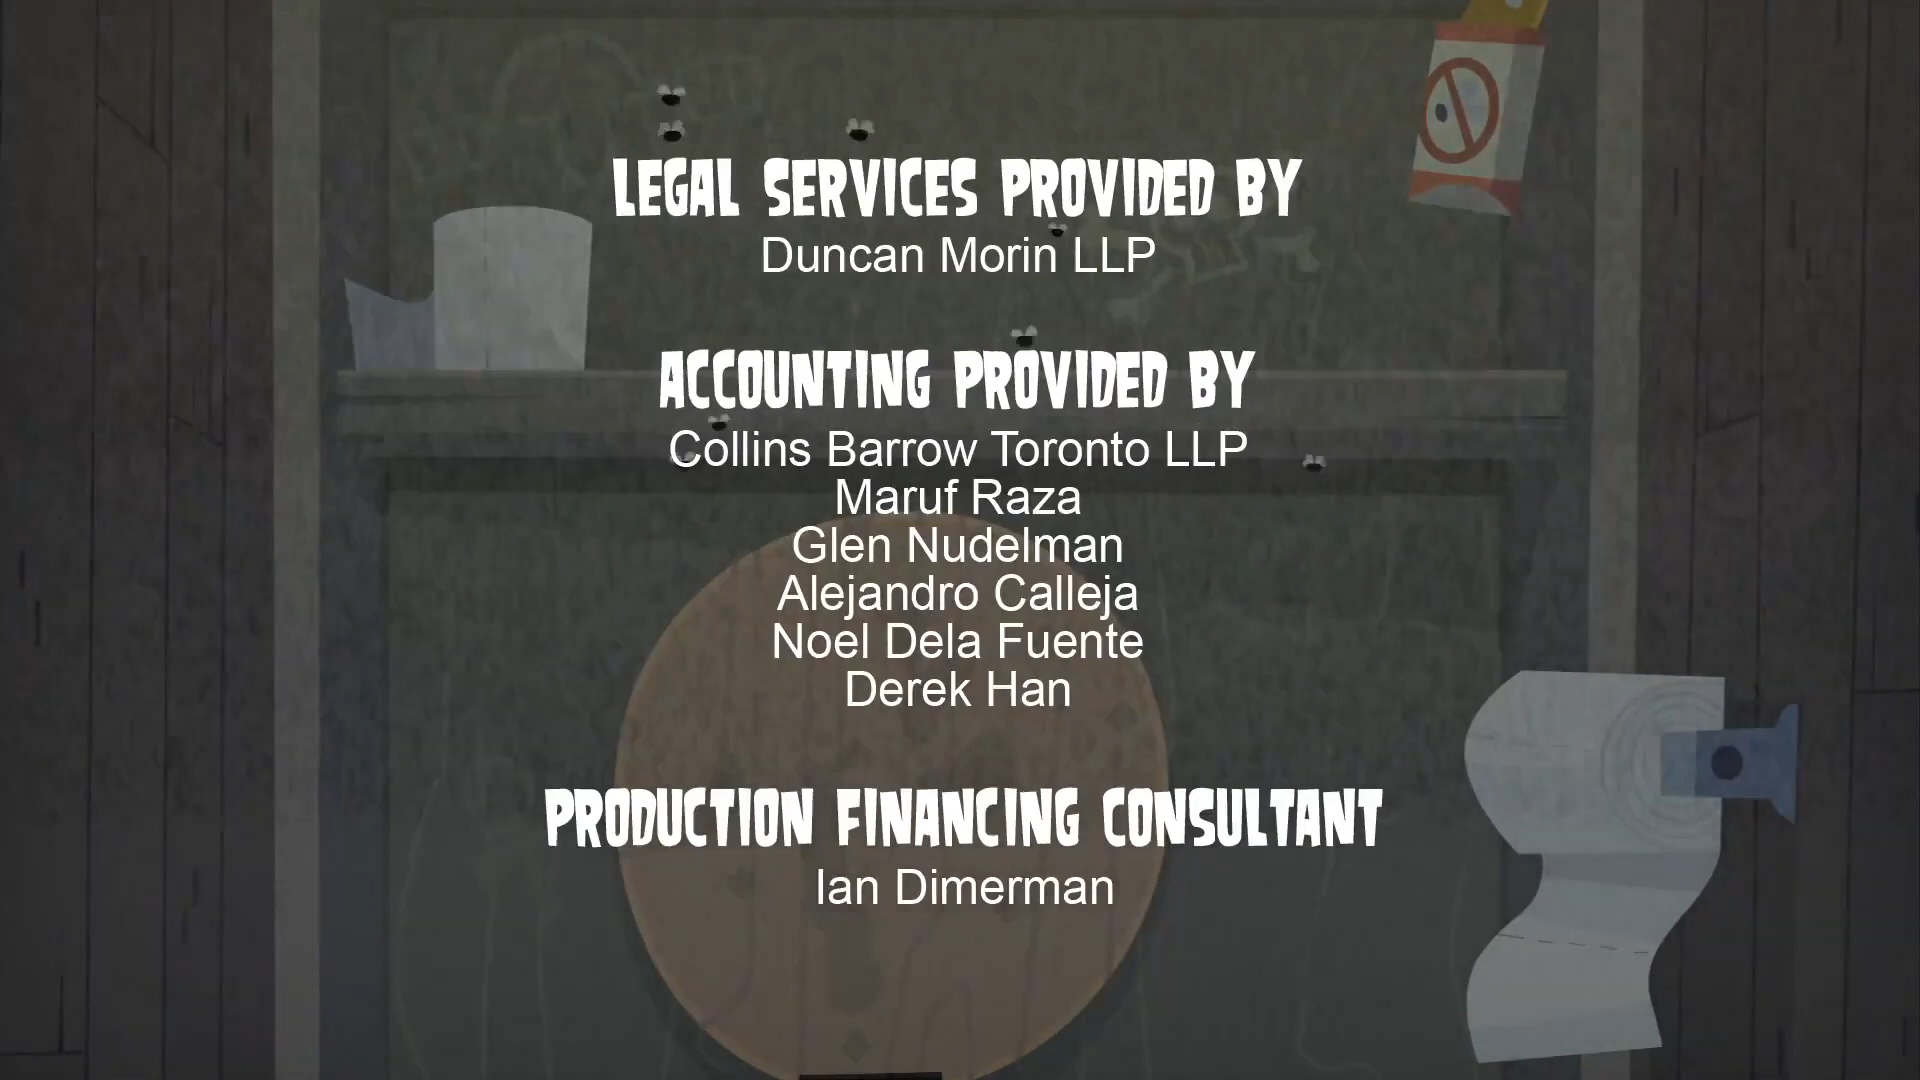 LEGAL SERVICES PROVIDED BY
Duncan Morin LLP
ACCOUNTING PROVIDED BY
Collins Barrow Toronto LLP
Maruf Raza
Glen Nudelman
Alejandro Calleja
Noel Dela Fuente
Derek Han
PRODUCTION FINANCING CONSULTANT
Ian Dimerman